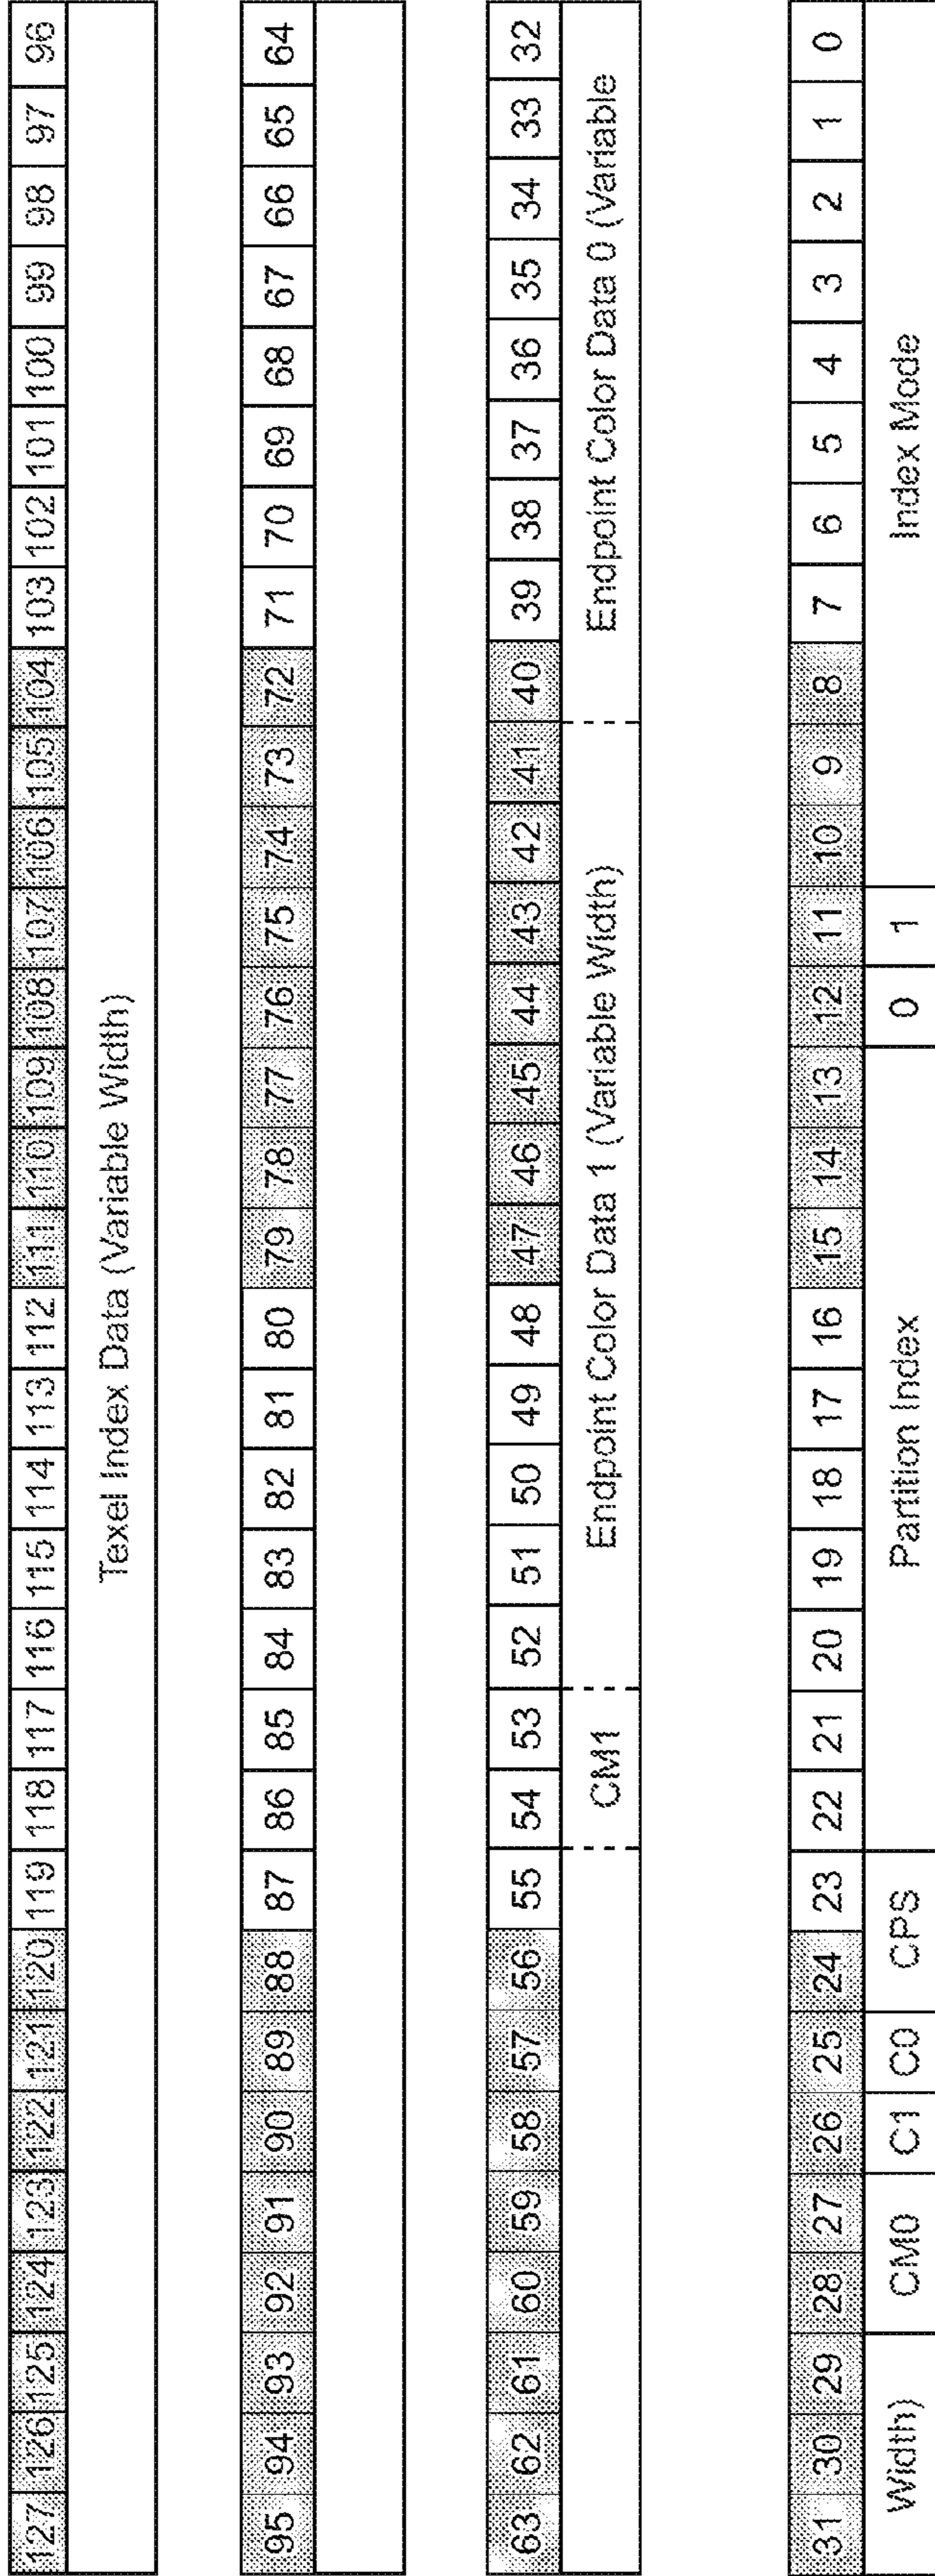 127 126 125 124 123 122 121 120 119 118 117 116 115 114 113 112 111 110 109 108 107 106 105 104 103 102 101 100 99 98 97 96
Texel Index Data (Variable Width)
95 94 93 92 91 90 89 88 87 86 85 84 83 82 81 80 79 78 77 76 75 74 73 72 71 70 69 68 67 66 65 64
63 62 61 60 59 58 57 56 55 54 53 52 51 50 49 48 47 46 45 44 43 42 41 40 39 38 37 36 35 34 33 32
CM1 Endpoint Color Data 1 (Variable Width) Endpoint Color Data 0 (Variable
31 30 29 28 27 26 25 24 23 22 21 20 19 18 17 16 15 14 13 12 11 10 9 8 7 6 5 4 3 2 1 0
Width) CM0 C1 C0 CPS Partition Index 0 1 Index Mode